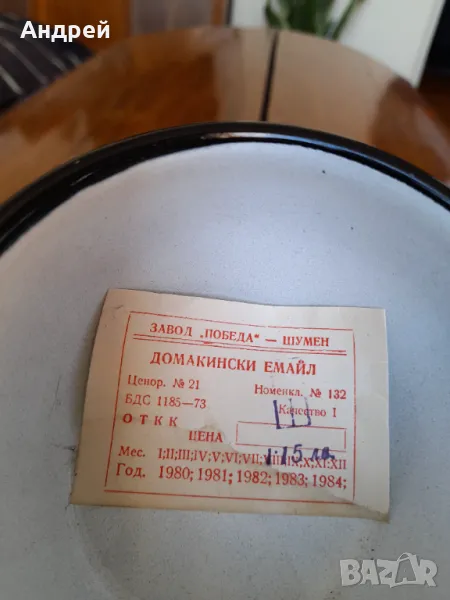 Андрей
ЗАВОД „ПОБЕДА" — ШУМЕН
ДОМАКИНСКИ ЕМАЙЛ
Ценор. № 21 Номенкл. № 132
БДС 1185—73 Качество I
О Т К К
ЦЕНА
1.15 лв
Мес. I;II;III;IV;V;VI;VII;VIII;IX;X;XI;XII
Год. 1980; 1981; 1982; 1983; 1984;
BAZAR